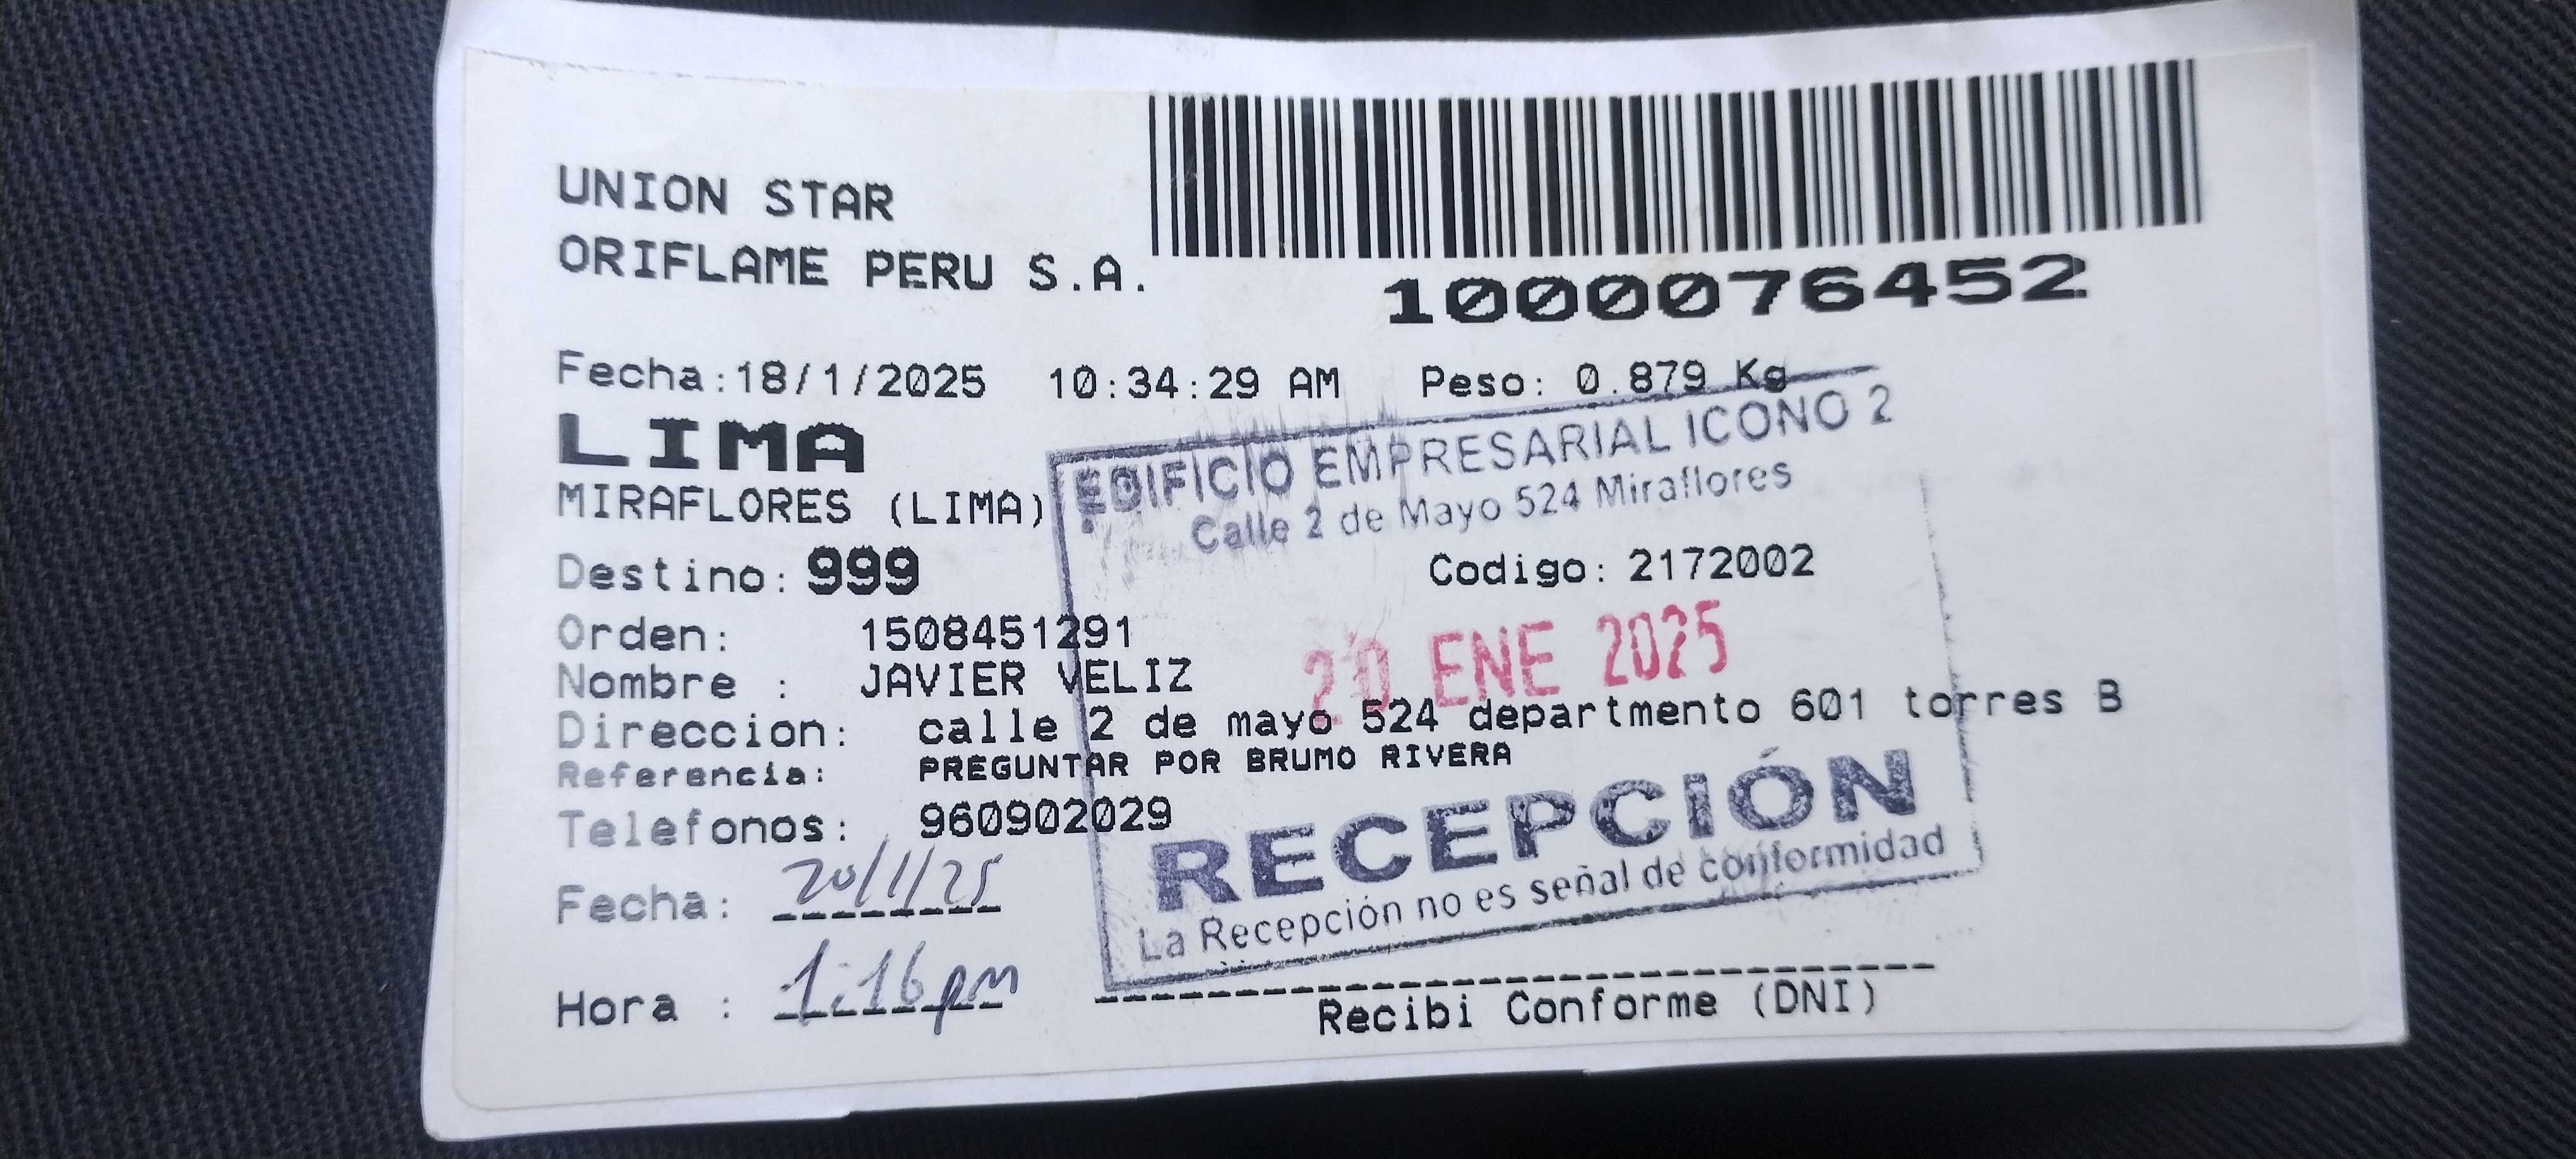 UNION STAR
ORIFLAME PERU S.A.
1000076452
Fecha:18/1/2025 10:34:29 AM Peso: 0.879 Kg
LIMA
EDIFICIO EMPRESARIAL ICONO 2
MIRAFLORES (LIMA)
Calle 2 de Mayo 524 Miraflores
Destino: 999
Codigo: 2172002
Orden: 1508451291
20 ENE 2025
Nombre : JAVIER VELIZ
Direccion: calle 2 de mayo 524 departmento 601 torres B
Referencia: PREGUNTAR POR BRUMO RIVERA
Telefonos: 960902029
RECEPCIÓN
Fecha: 20/1/25
La Recepción no es señal de conformidad
Hora : 1:16pm
Recibi Conforme (DNI)